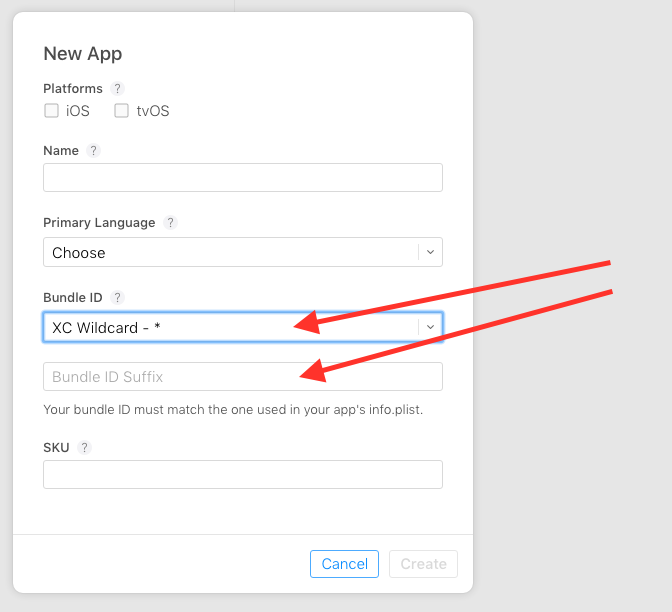 New App
Platforms ?
iOS tvOS
Name ?
Primary Language ?
Choose
Bundle ID ?
XC Wildcard - *
Bundle ID Suffix
Your bundle ID must match the one used in your app's info.plist.
SKU ?
Cancel Create